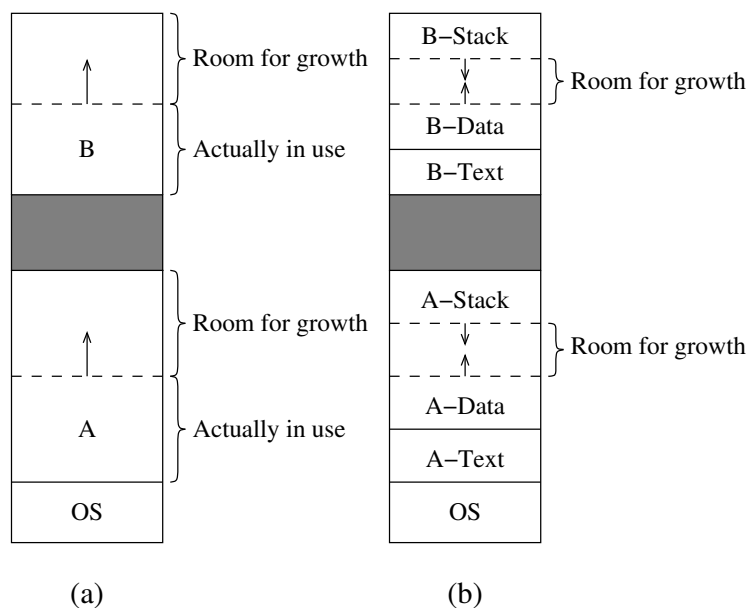 Room for growth
B
Actually in use
Room for growth
A
Actually in use
OS
(a)
B−Stack
Room for growth
B−Data
B−Text
A−Stack
Room for growth
A−Data
A−Text
OS
(b)